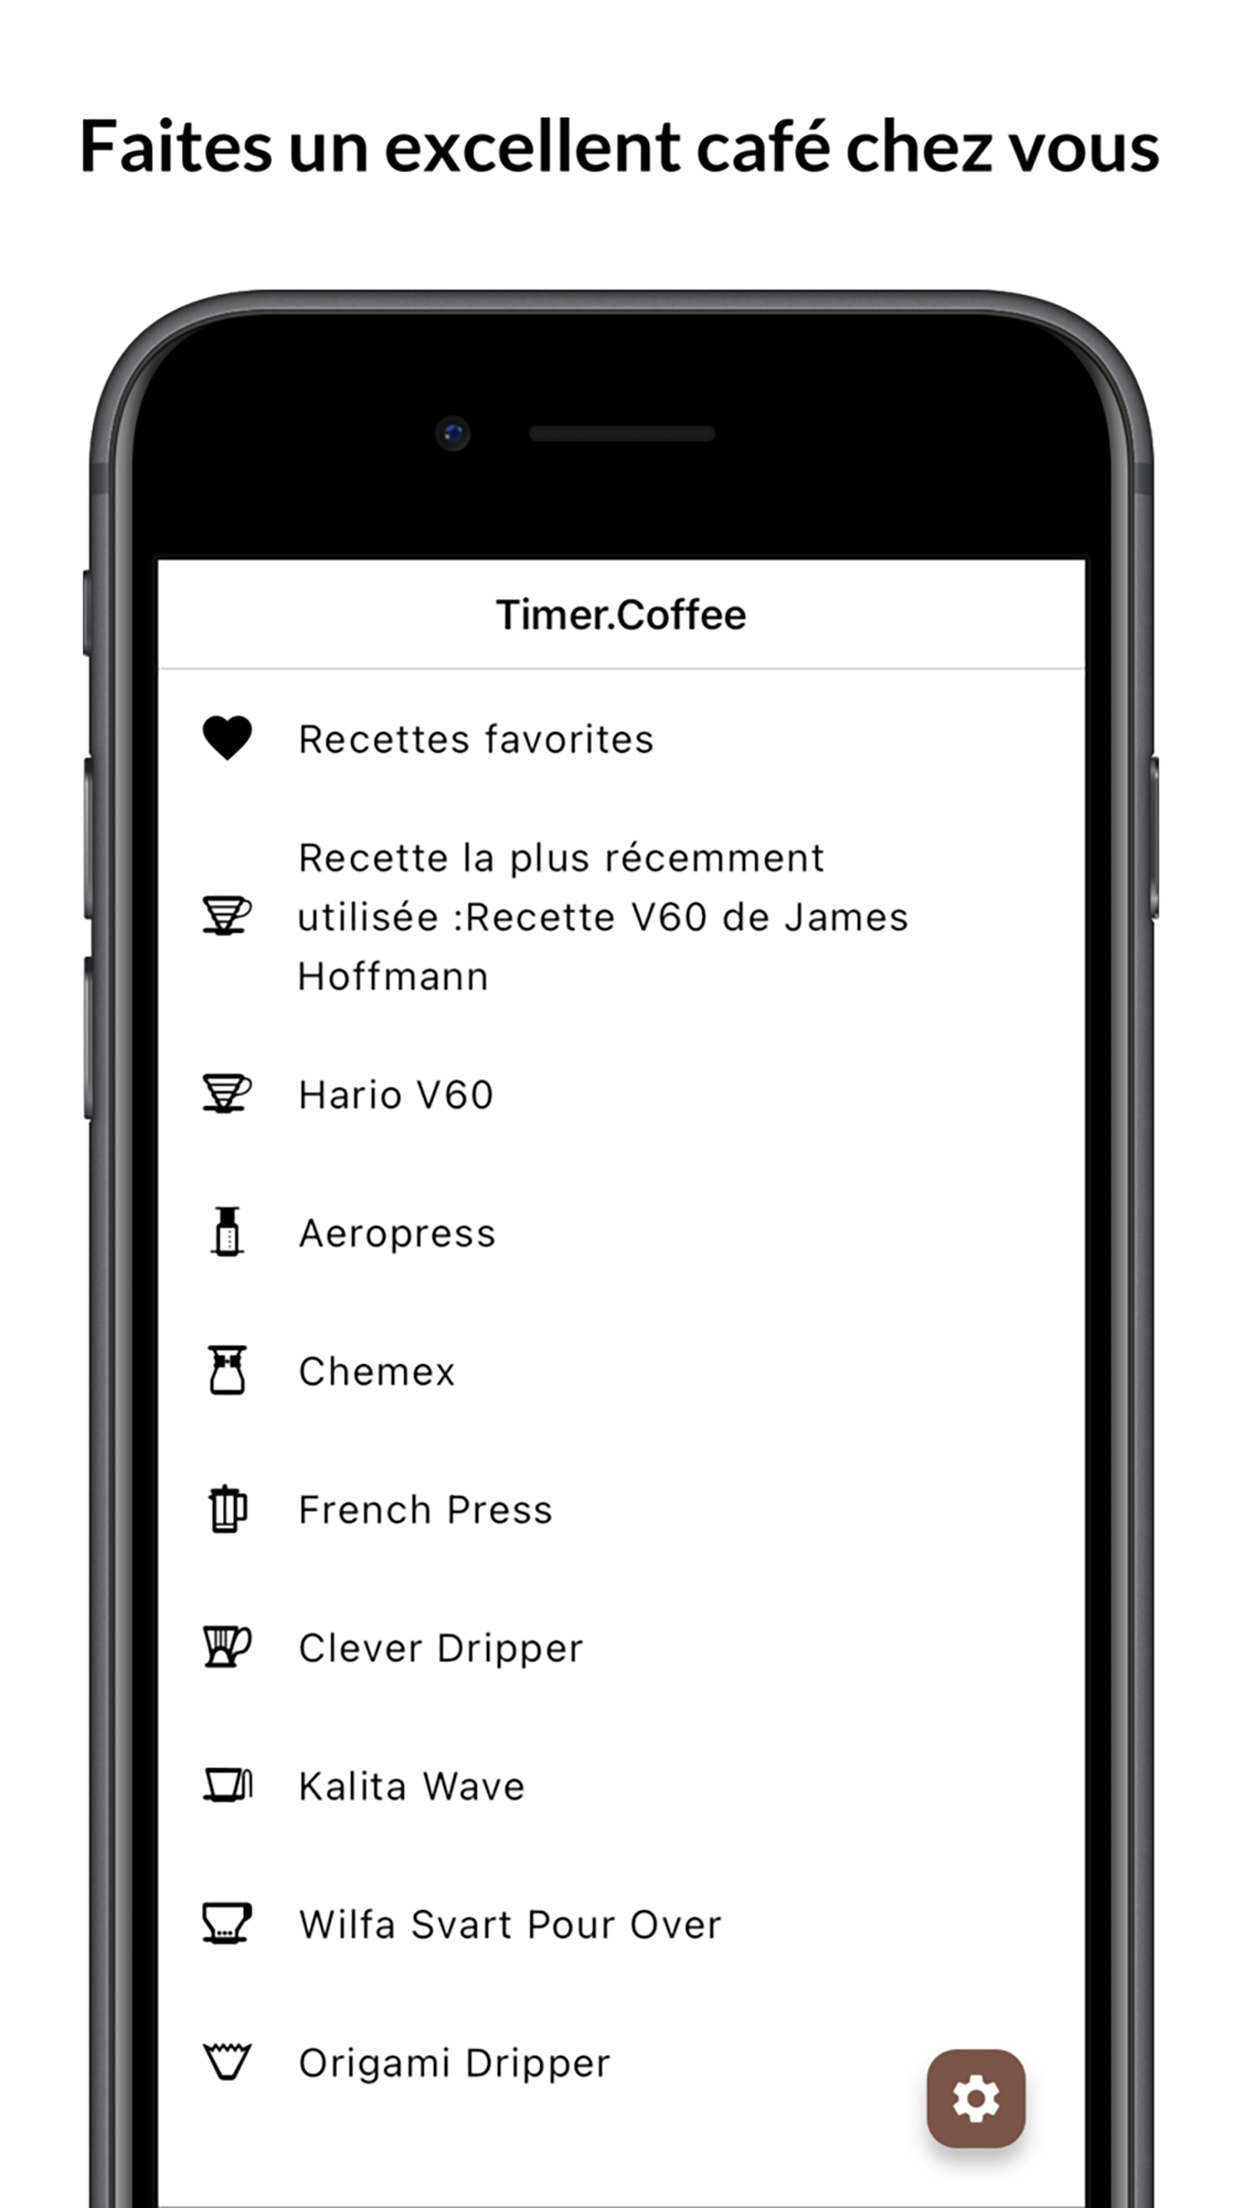 Faites un excellent café chez vous
Timer.Coffee
Recettes favorites
Recette la plus récemment
utilisée :Recette V60 de James
Hoffmann
Hario V60
Aeropress
Chemex
French Press
Clever Dripper
Kalita Wave
Wilfa Svart Pour Over
Origami Dripper